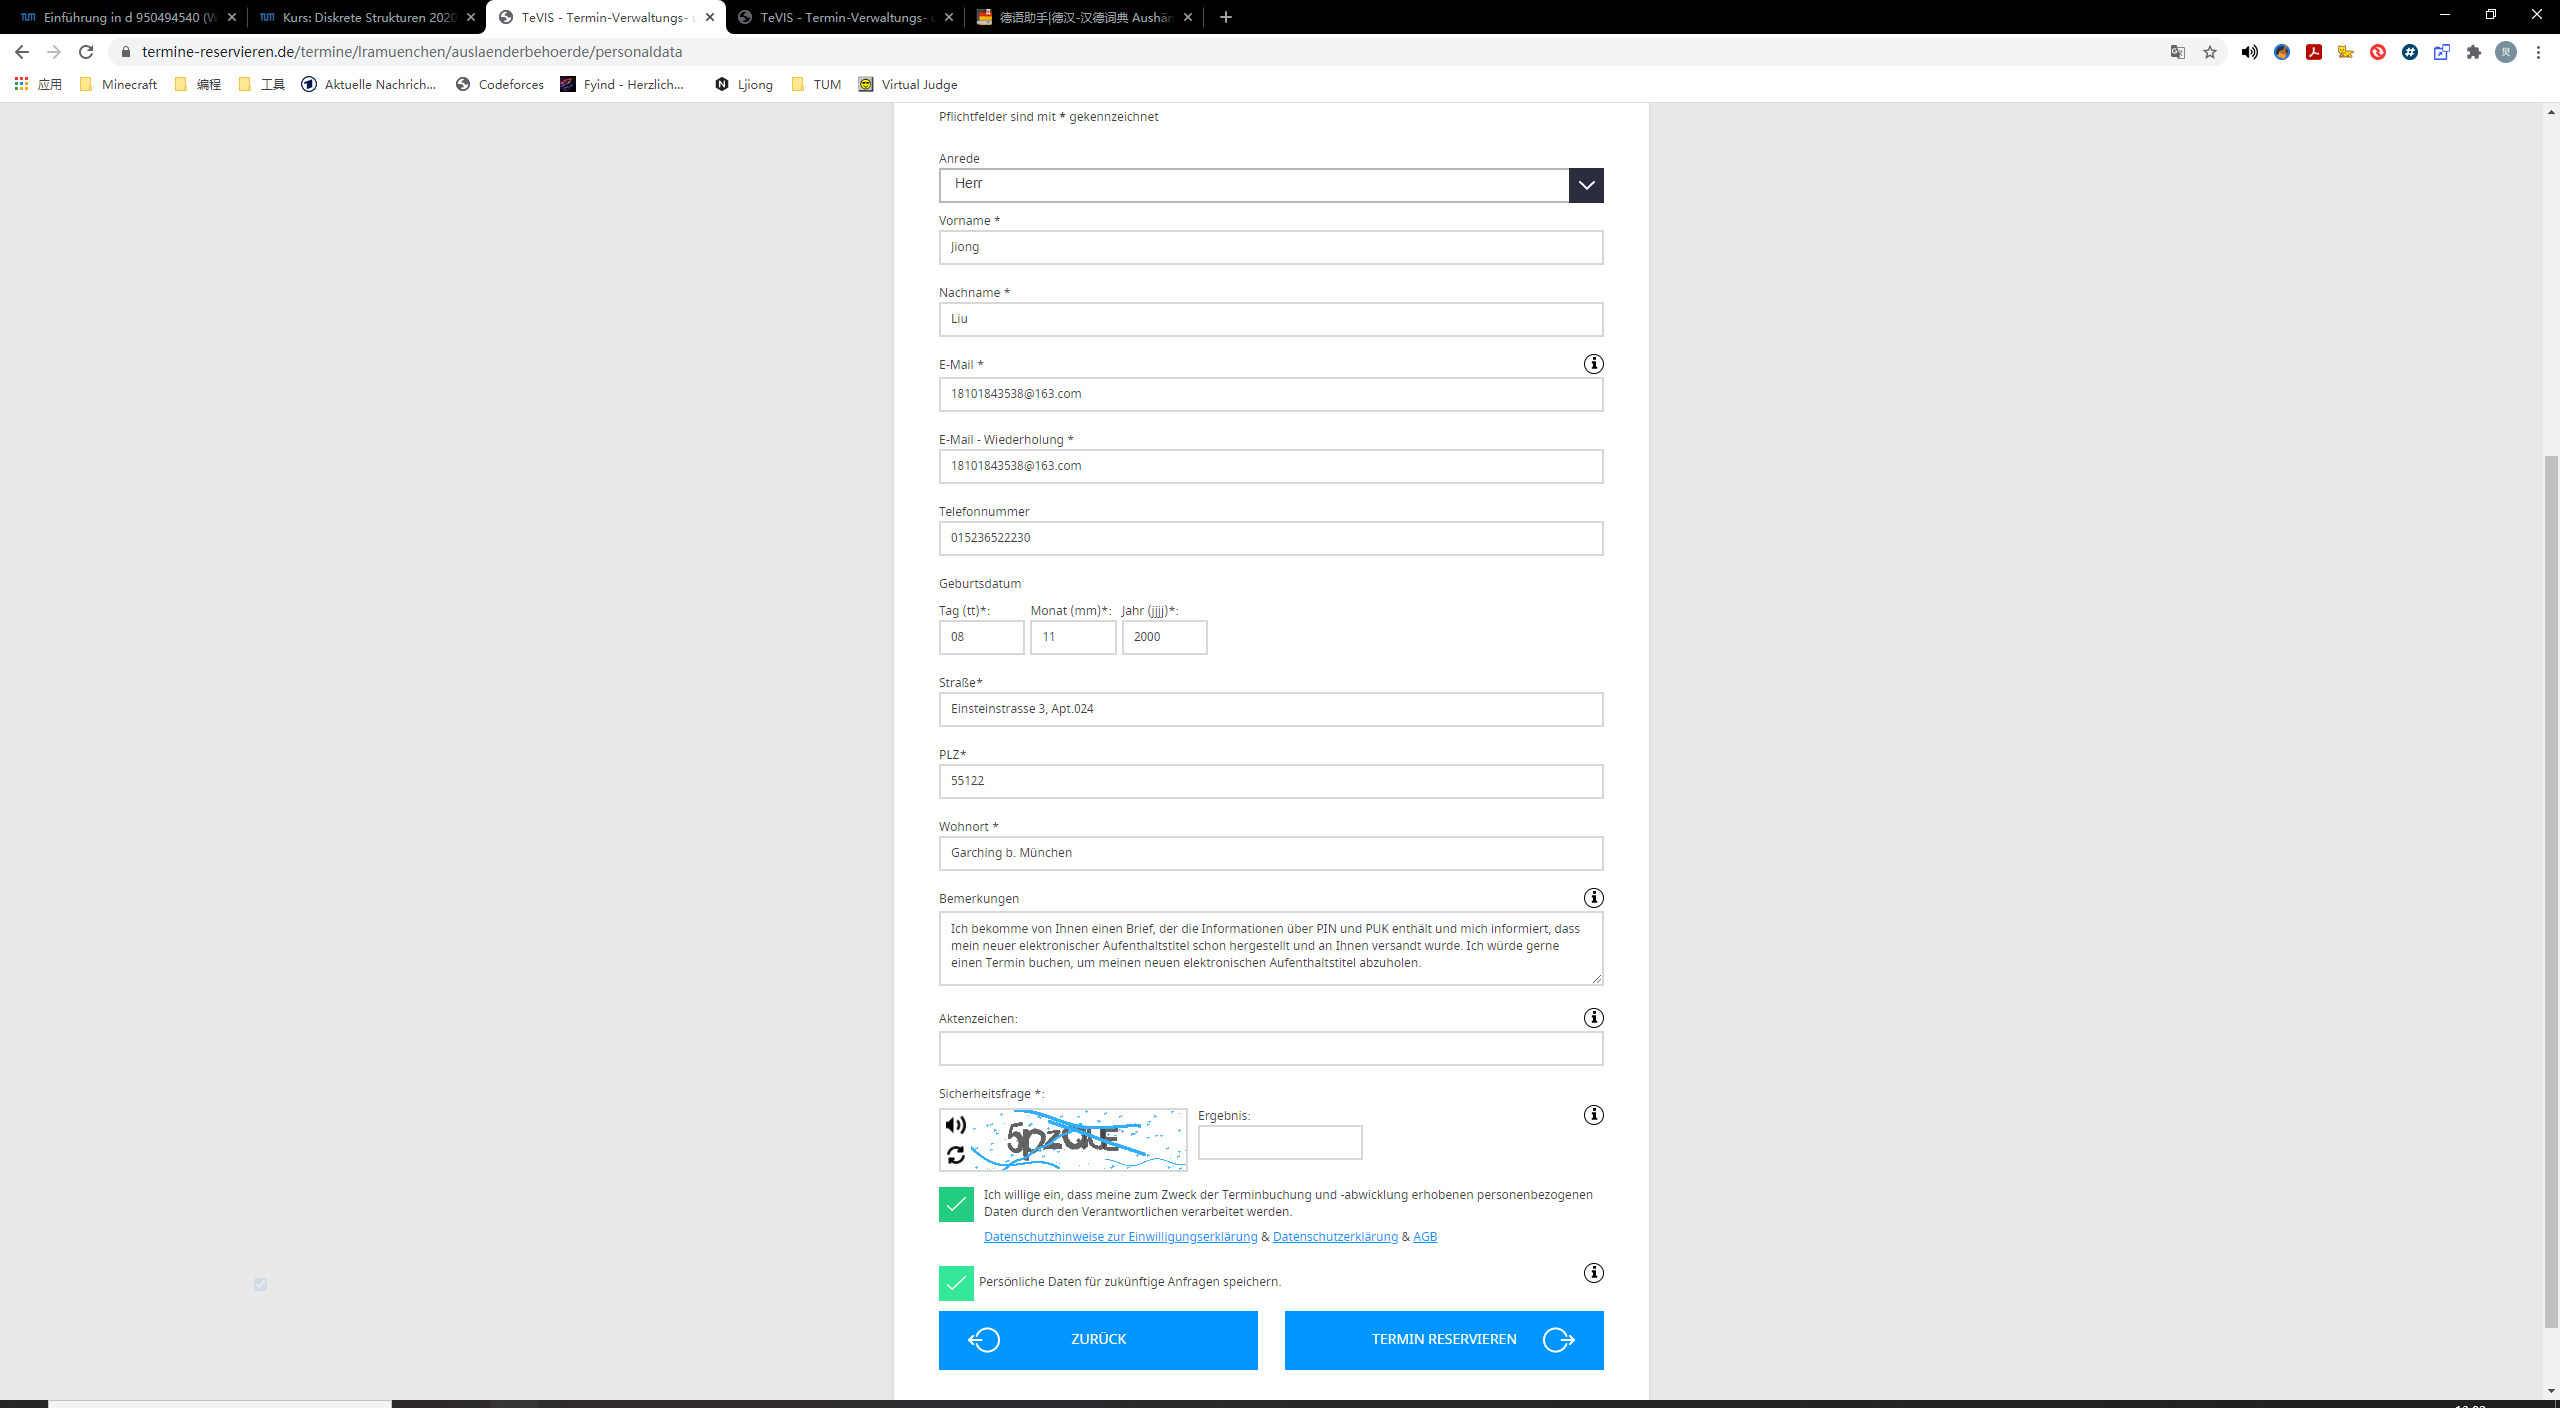 Einführung in d 950494540 (W
Kurs: Diskrete Strukturen 2020
TeVIS - Termin-Verwaltungs- u
TeVIS - Termin-Verwaltungs- u
德语助手|德汉-汉德词典 Aushän
termine-reservieren.de/termine/lramuenchen/auslaenderbehoerde/personaldata
应用
Minecraft
编程
工具
Aktuelle Nachrich...
Codeforces
Fyind - Herzlich...
Ljiong
TUM
Virtual Judge
Pflichtfelder sind mit * gekennzeichnet
Anrede
Herr
Vorname *
Jiong
Nachname *
Liu
E-Mail *
18101843538@163.com
E-Mail - Wiederholung *
18101843538@163.com
Telefonnummer
015236522230
Geburtsdatum
Tag (tt)*: Monat (mm)*: Jahr (jjjj)*:
08 11 2000
Straße*
Einsteinstrasse 3, Apt.024
PLZ*
55122
Wohnort *
Garching b. München
Bemerkungen
Ich bekomme von Ihnen einen Brief, der die Informationen über PIN und PUK enthält und mich informiert, dass
mein neuer elektronischer Aufenthaltstitel schon hergestellt und an Ihnen versandt wurde. Ich würde gerne
einen Termin buchen, um meinen neuen elektronischen Aufenthaltstitel abzuholen.
Aktenzeichen:
Sicherheitsfrage *:
Ergebnis:
Ich willige ein, dass meine zum Zweck der Terminbuchung und -abwicklung erhobenen personenbezogenen
Daten durch den Verantwortlichen verarbeitet werden.
Datenschutzhinweise zur Einwilligungserklärung & Datenschutzerklärung & AGB
Persönliche Daten für zukünftige Anfragen speichern.
ZURÜCK
TERMIN RESERVIEREN